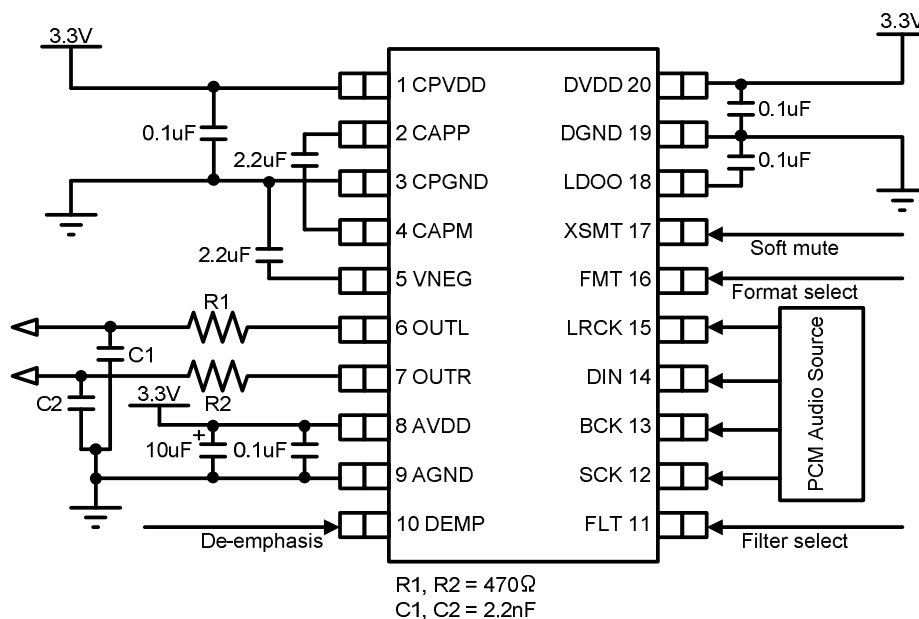 3.3V
3.3V
1 CPVDD
DVDD 20
0.1uF
0.1uF
2 CAPP
DGND 19
2.2uF
0.1uF
3 CPGND
LDOO 18
4 CAPM
XSMT 17
Soft mute
2.2uF
5 VNEG
FMT 16
Format select
R1
6 OUTL
LRCK 15
C1
7 OUTR
DIN 14
C2
R2
3.3V
8 AVDD
BCK 13
10uF
+
0.1uF
9 AGND
SCK 12
PCM Audio Source
10 DEMP
FLT 11
De-emphasis
Filter select
R1, R2 = 470Ω
C1, C2 = 2.2nF